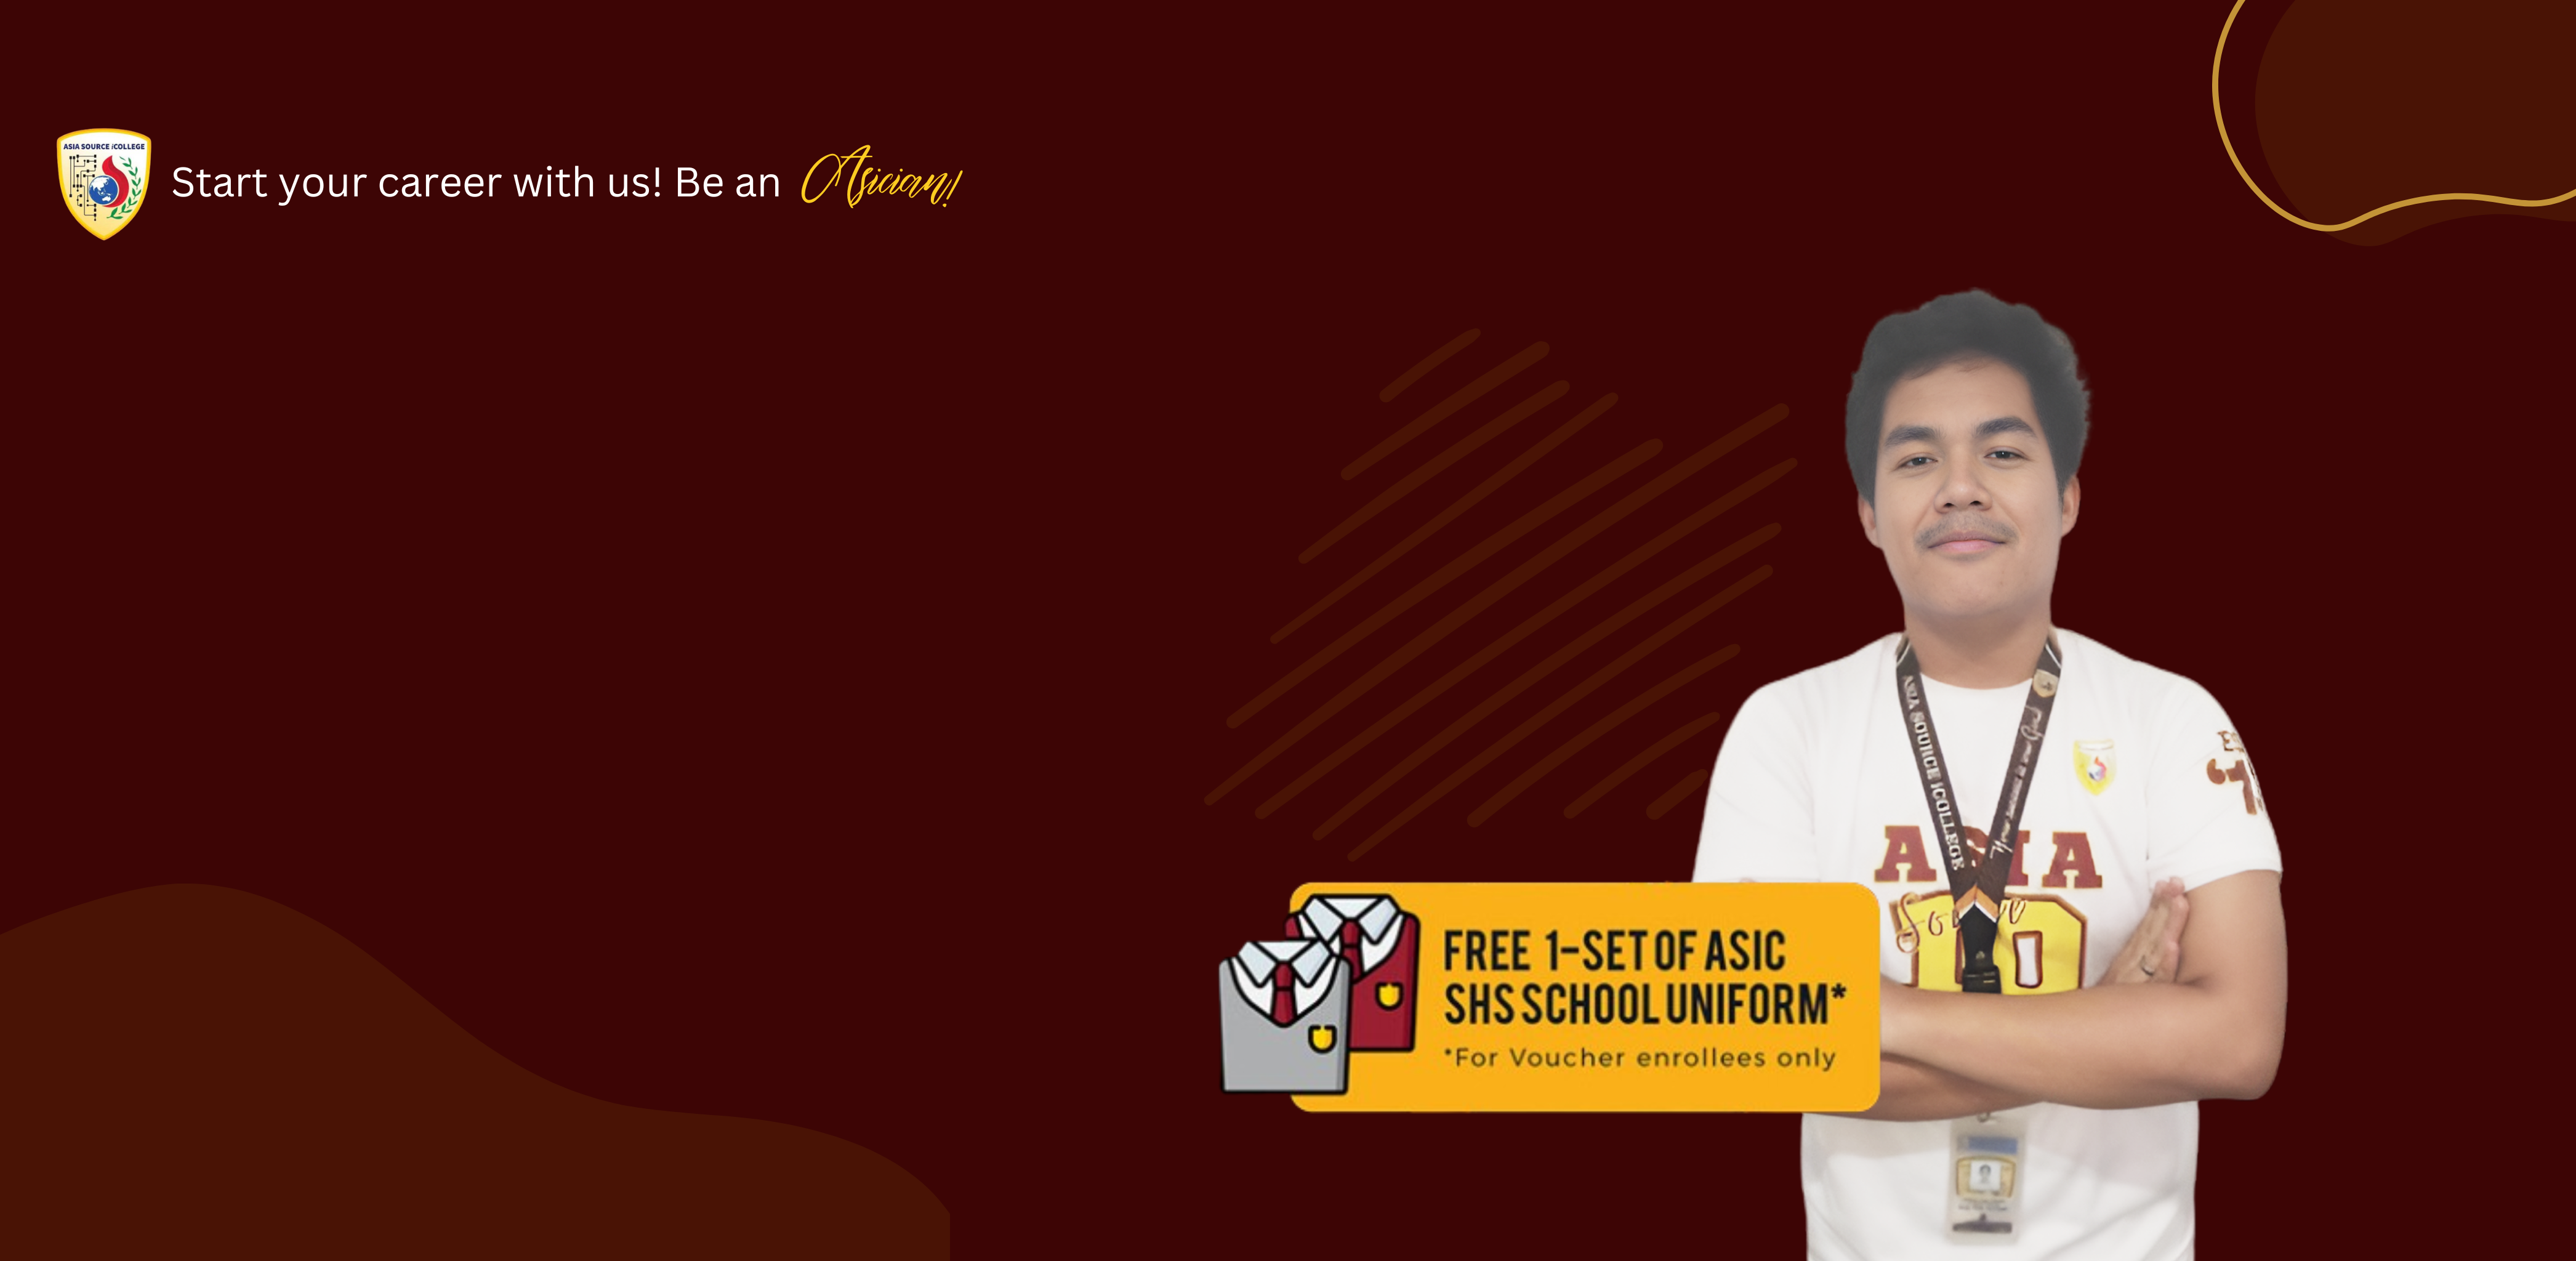 ASIA SOURCE iCOLLEGE
Start your career with us! Be an Asician!
ASIA SOURCE iCOLLEGE
ASIA
FREE 1-SET OF ASIC
SHS SCHOOL UNIFORM*
*For Voucher enrollees only